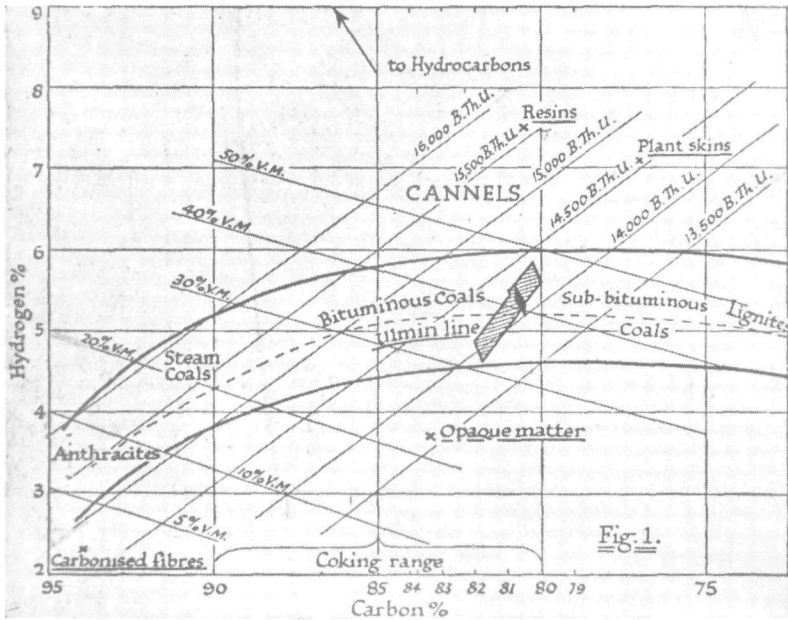 9
to Hydrocarbons
8
16,000 B.Th.U.
15,500 B.Th.U.
Resins
15,000 B.Th.U.
7
50% V.M.
CANNELS
14,500 B.Th.U.
Plant skins
14,000 B.Th.U.
13,500 B.Th.U.
40% V.M.
6
30% V.M.
Bituminous Coals
Sub-bituminous
Coals
Lignites
Ulmin line
Hydrogen %
5
20% V.M.
Steam
Coals
4
Anthracites
Opaque matter
3
10% V.M.
5% V.M.
Fig. 1.
Carbonised fibres
Coking range
2
95
90
85
84
83
82
81
80
79
75
Carbon %